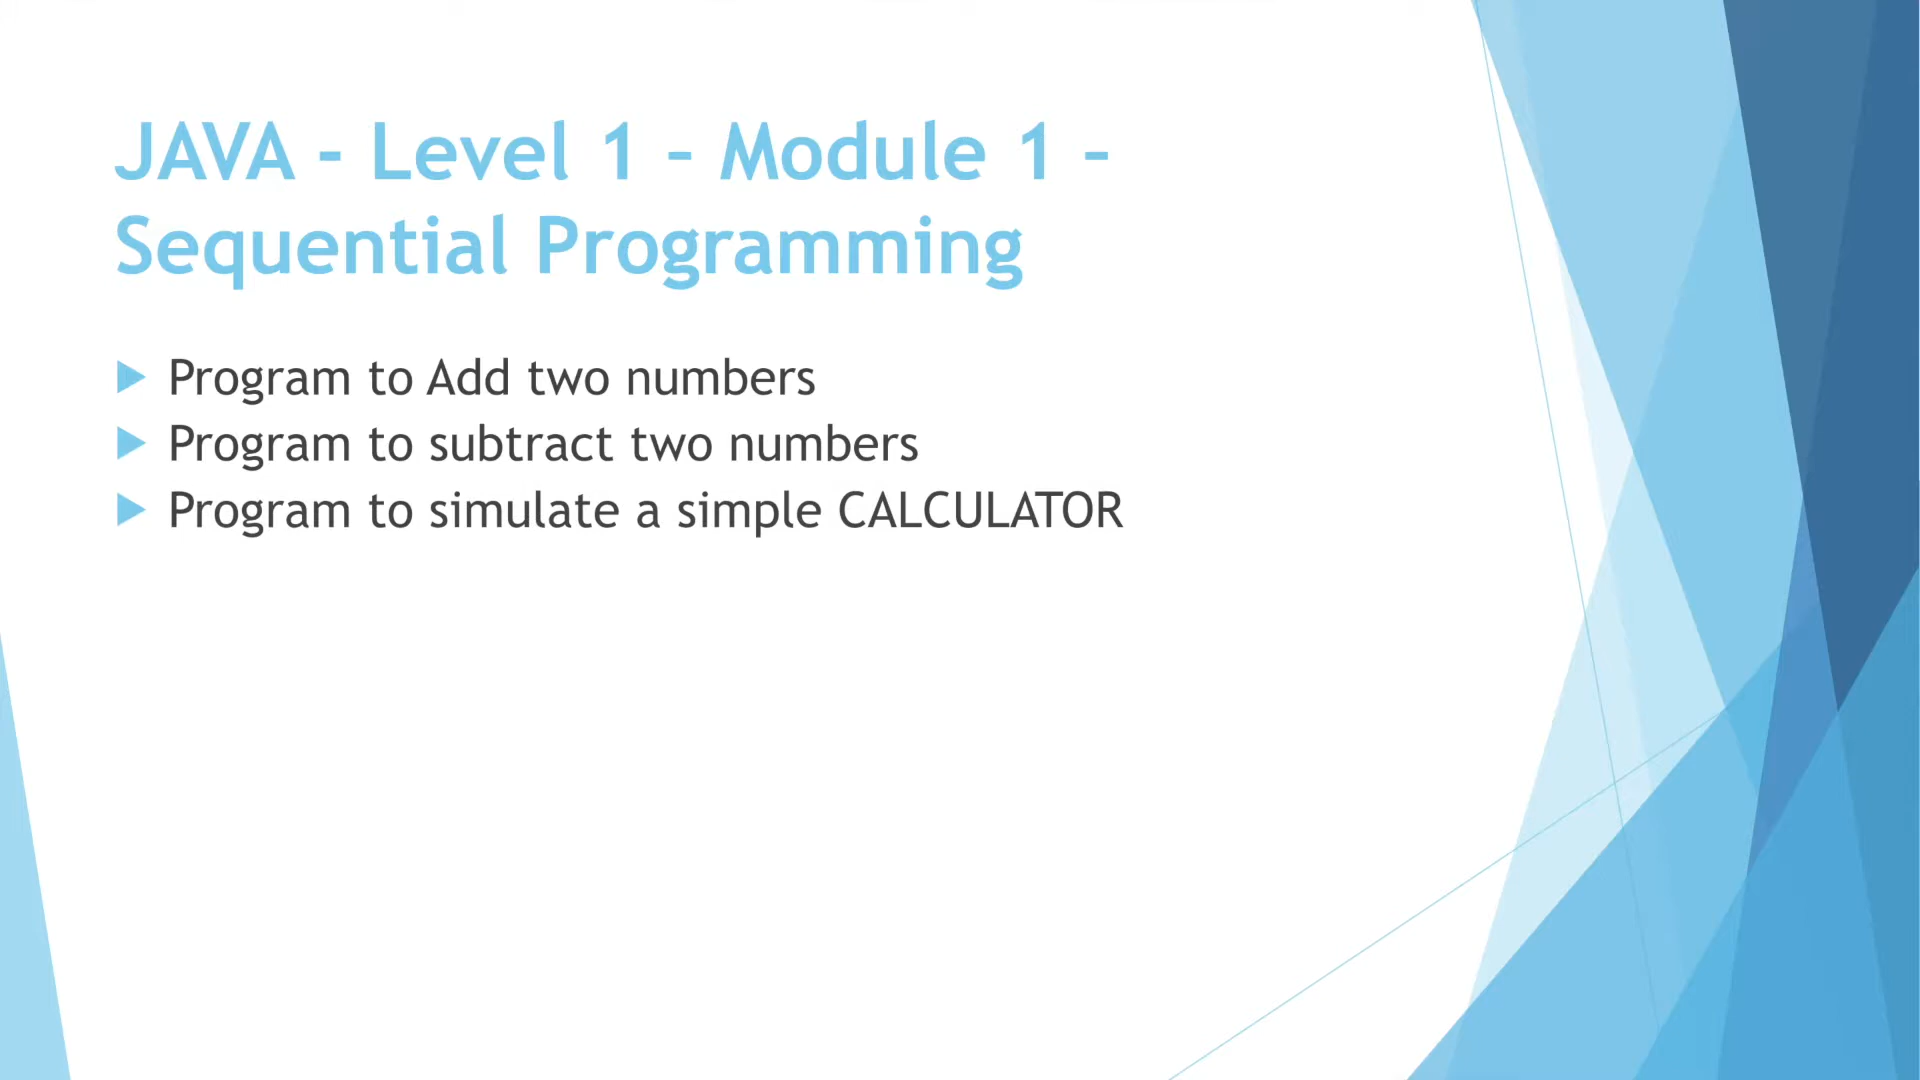 JAVA - Level 1 – Module 1 –
Sequential Programming
Program to Add two numbers
Program to subtract two numbers
Program to simulate a simple CALCULATOR